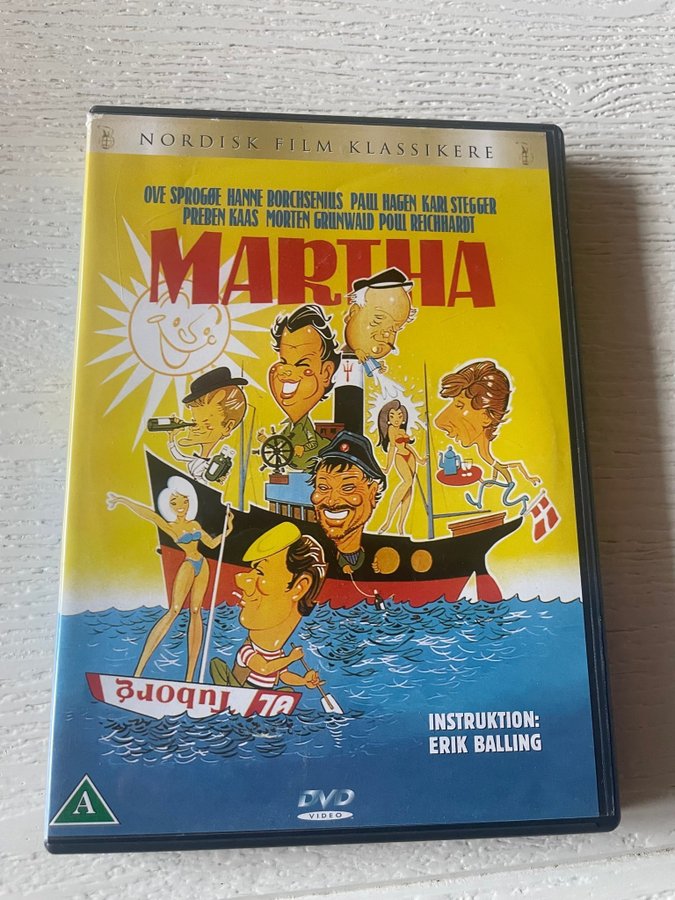 NORDISK FILM KLASSIKERE
OVE SPROGØE HANNE BORCHSENIUS PAUL HAGEN KARL STEGGER
PREBEN KAAS MORTEN GRUNWALD POUL REICHHARDT
MARTHA
Tuborg ØL
INSTRUKTION:
ERIK BALLING
A
DVD
VIDEO